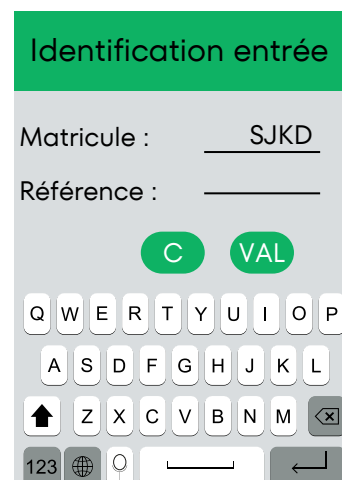 Identification entrée
Matricule : SJKD
Référence :
C VAL
Q W E R T Y U I O P
A S D F G H J K L
Z X C V B N M
123